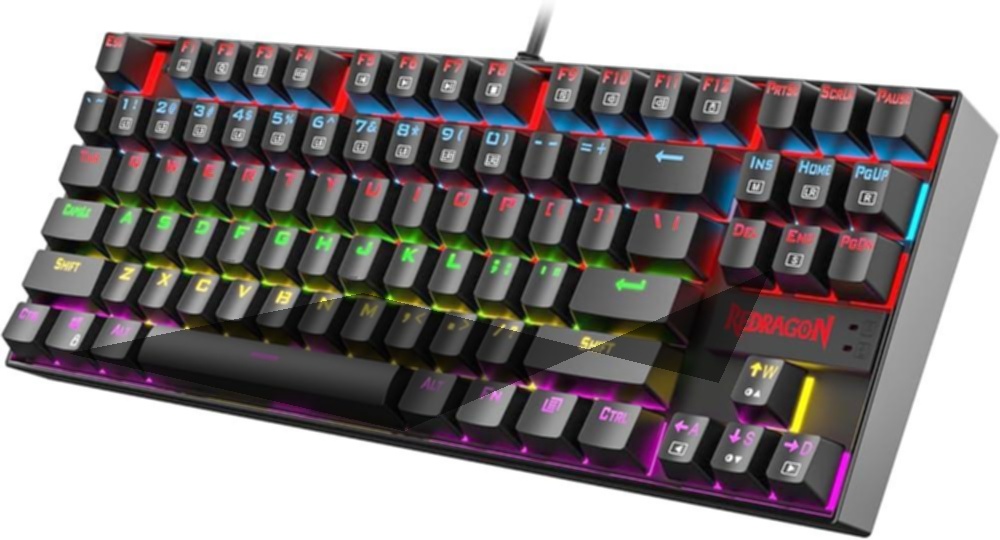 Esc F1 F2 F3 F4 F5 F6 F7 F8 F9 F10 F11 F12 PrtSc ScrLk Pause
`~ 1! 2@ 3# 4$ 5% 6^ 7& 8* 9( 0) -- =+ ← Ins Home PgUp
Tab Q W E R T Y U I O P [{ ]} \| Del End PgDn
CapsLk A S D F G H J K L ;: '" ↵
REDRAGON
Shift Z X C V B N M ,< .> /? Shift ↑W
Ctrl Alt Alt FN Ctrl ←A ↓S →D